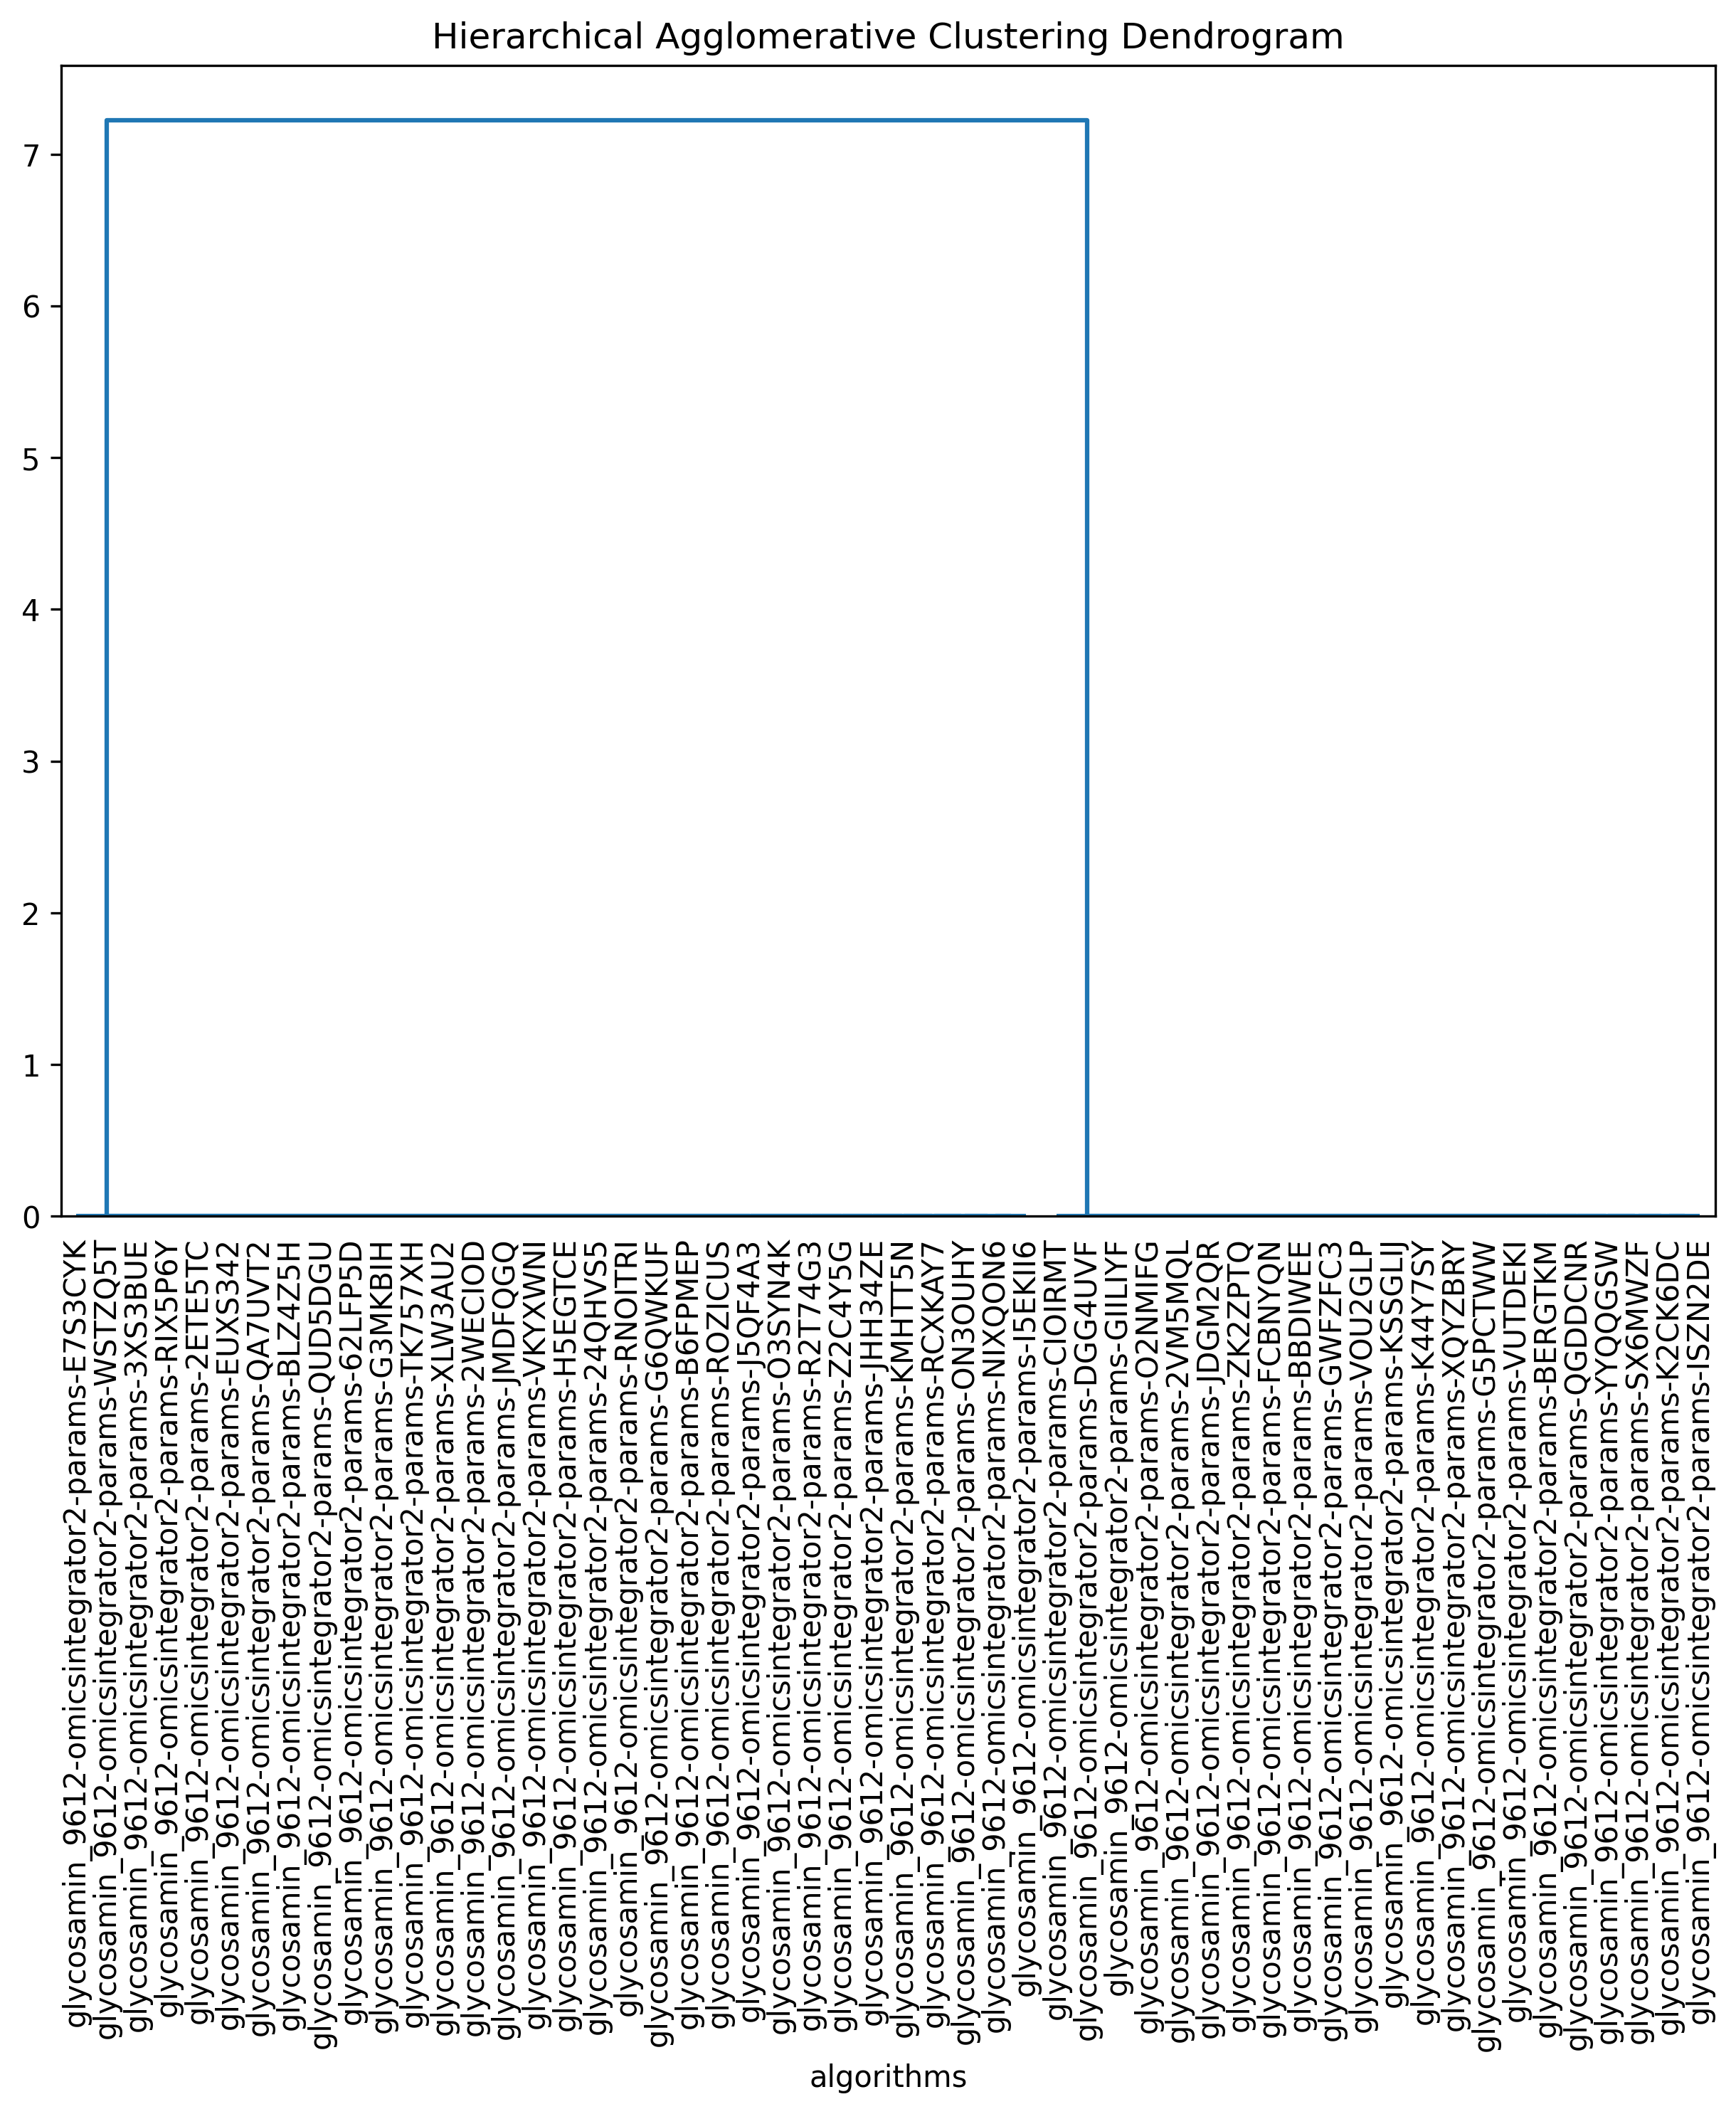 Hierarchical Agglomerative Clustering Dendrogram
7
6
5
4
3
2
1
0
glycosamin_9612-omicsintegrator2-params-E7S3CYK
glycosamin_9612-omicsintegrator2-params-WSTZQ5T
glycosamin_9612-omicsintegrator2-params-3XS3BUE
glycosamin_9612-omicsintegrator2-params-RIX5P6Y
glycosamin_9612-omicsintegrator2-params-2ETE5TC
glycosamin_9612-omicsintegrator2-params-EUXS342
glycosamin_9612-omicsintegrator2-params-QA7UVT2
glycosamin_9612-omicsintegrator2-params-BLZ4Z5H
glycosamin_9612-omicsintegrator2-params-QUD5DGU
glycosamin_9612-omicsintegrator2-params-62LFP5D
glycosamin_9612-omicsintegrator2-params-G3MKBIH
glycosamin_9612-omicsintegrator2-params-TK757XH
glycosamin_9612-omicsintegrator2-params-XLW3AU2
glycosamin_9612-omicsintegrator2-params-2WECIOD
glycosamin_9612-omicsintegrator2-params-JMDFQGQ
glycosamin_9612-omicsintegrator2-params-VKYXWNI
glycosamin_9612-omicsintegrator2-params-H5EGTCE
glycosamin_9612-omicsintegrator2-params-24QHVS5
glycosamin_9612-omicsintegrator2-params-RNOITRI
glycosamin_9612-omicsintegrator2-params-G6QWKUF
glycosamin_9612-omicsintegrator2-params-B6FPMEP
glycosamin_9612-omicsintegrator2-params-ROZICUS
glycosamin_9612-omicsintegrator2-params-J5QF4A3
glycosamin_9612-omicsintegrator2-params-O3SYN4K
glycosamin_9612-omicsintegrator2-params-R2T74G3
glycosamin_9612-omicsintegrator2-params-Z2C4Y5G
glycosamin_9612-omicsintegrator2-params-JHH34ZE
glycosamin_9612-omicsintegrator2-params-KMHTT5N
glycosamin_9612-omicsintegrator2-params-RCXKAY7
glycosamin_9612-omicsintegrator2-params-ON3OUHY
glycosamin_9612-omicsintegrator2-params-NIXQON6
glycosamin_9612-omicsintegrator2-params-I5EKII6
glycosamin_9612-omicsintegrator2-params-CIOIRMT
glycosamin_9612-omicsintegrator2-params-DGG4UVF
glycosamin_9612-omicsintegrator2-params-GIILIYF
glycosamin_9612-omicsintegrator2-params-O2NMIFG
glycosamin_9612-omicsintegrator2-params-2VM5MQL
glycosamin_9612-omicsintegrator2-params-JDGM2QR
glycosamin_9612-omicsintegrator2-params-ZK2ZPTQ
glycosamin_9612-omicsintegrator2-params-FCBNYQN
glycosamin_9612-omicsintegrator2-params-BBDIWEE
glycosamin_9612-omicsintegrator2-params-GWFZFC3
glycosamin_9612-omicsintegrator2-params-VOU2GLP
glycosamin_9612-omicsintegrator2-params-KSSGLIJ
glycosamin_9612-omicsintegrator2-params-K44Y7SY
glycosamin_9612-omicsintegrator2-params-XQYZBRY
glycosamin_9612-omicsintegrator2-params-G5PCTWW
glycosamin_9612-omicsintegrator2-params-VUTDEKI
glycosamin_9612-omicsintegrator2-params-BERGTKM
glycosamin_9612-omicsintegrator2-params-QGDDCNR
glycosamin_9612-omicsintegrator2-params-YYQQGSW
glycosamin_9612-omicsintegrator2-params-SX6MWZF
glycosamin_9612-omicsintegrator2-params-K2CK6DC
glycosamin_9612-omicsintegrator2-params-ISZN2DE
algorithms